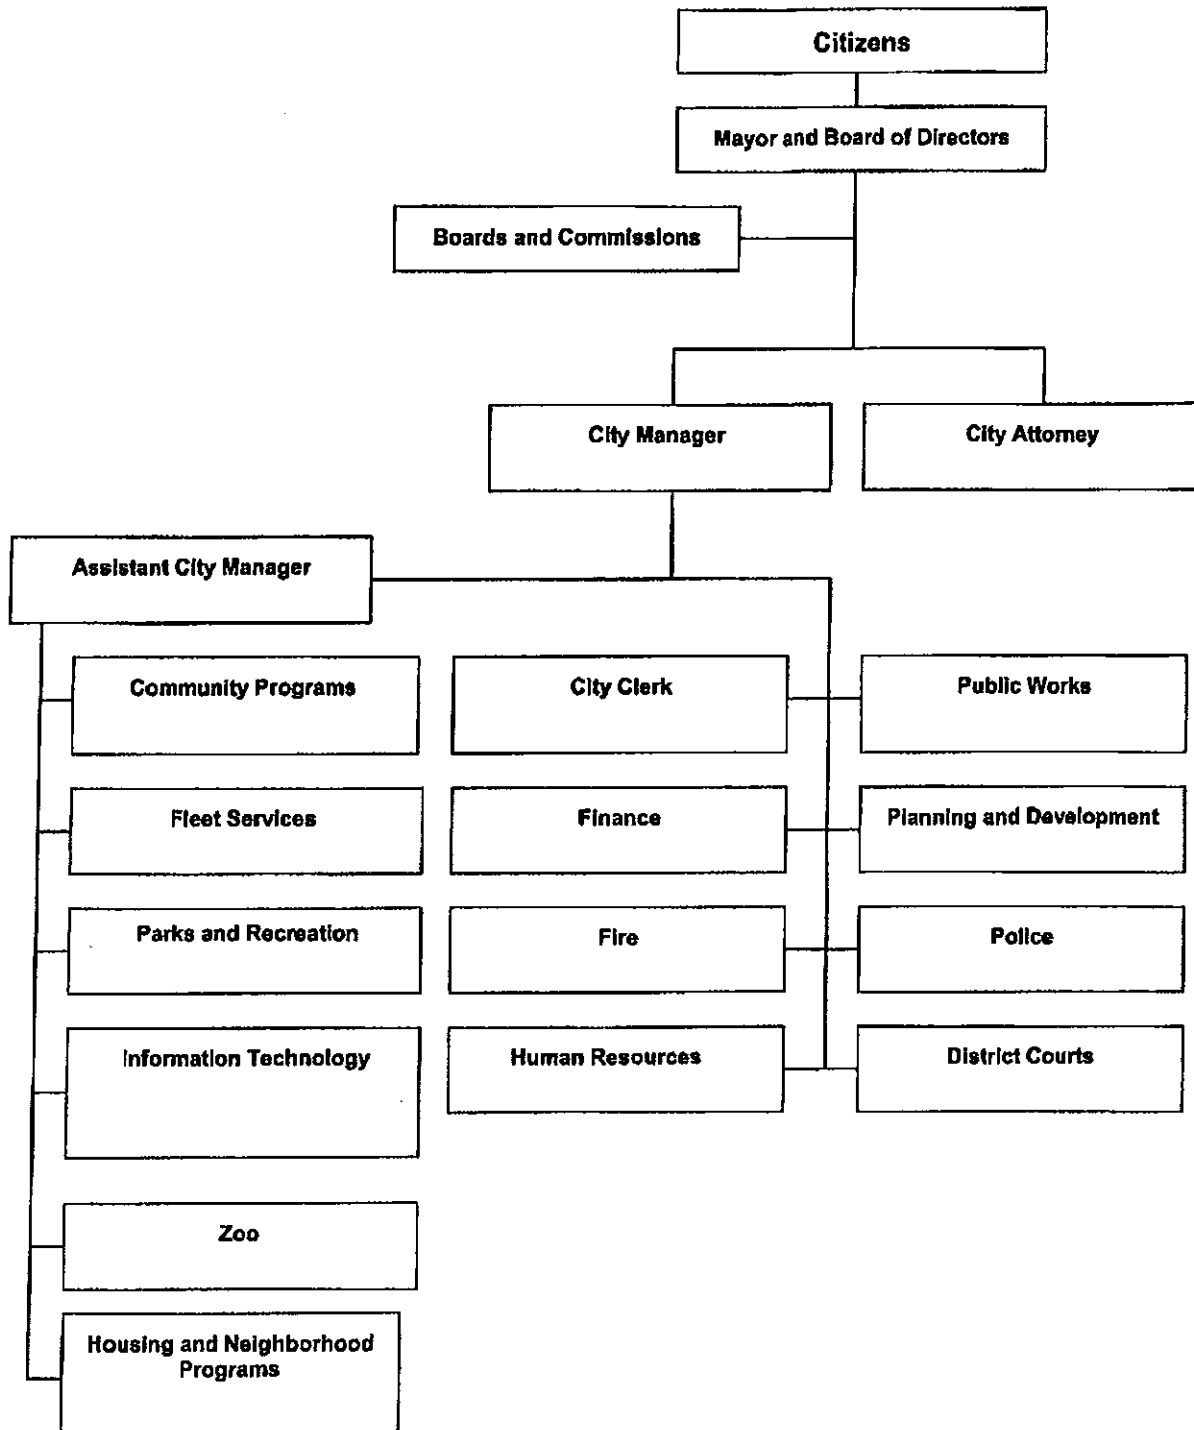 Citizens
Mayor and Board of Directors
Boards and Commissions
City Manager
City Attorney
Assistant City Manager
Community Programs
City Clerk
Public Works
Fleet Services
Finance
Planning and Development
Parks and Recreation
Fire
Police
Information Technology
Human Resources
District Courts
Zoo
Housing and Neighborhood
Programs